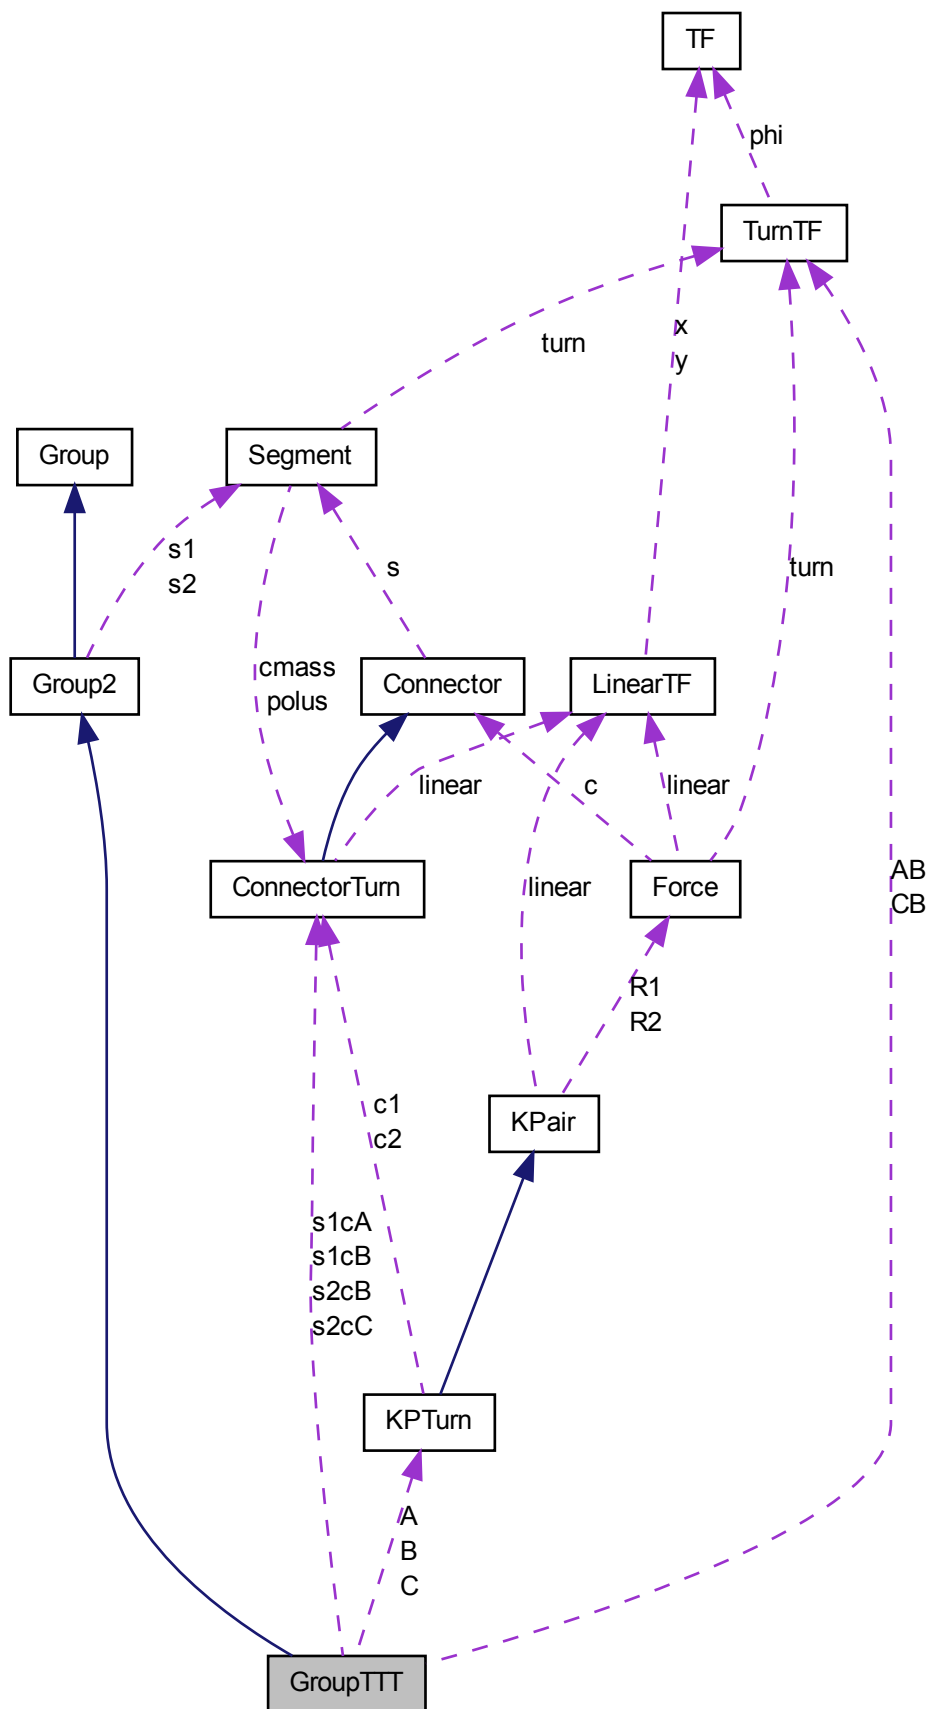 TF
phi
TurnTF
x
y
turn
Group
Segment
s1
s2
s
turn
cmass
polus
Group2
Connector
LinearTF
linear
c
linear
linear
ConnectorTurn
Force
AB
CB
R1
R2
c1
c2
KPair
s1cA
s1cB
s2cB
s2cC
KPTurn
A
B
C
GroupTTT